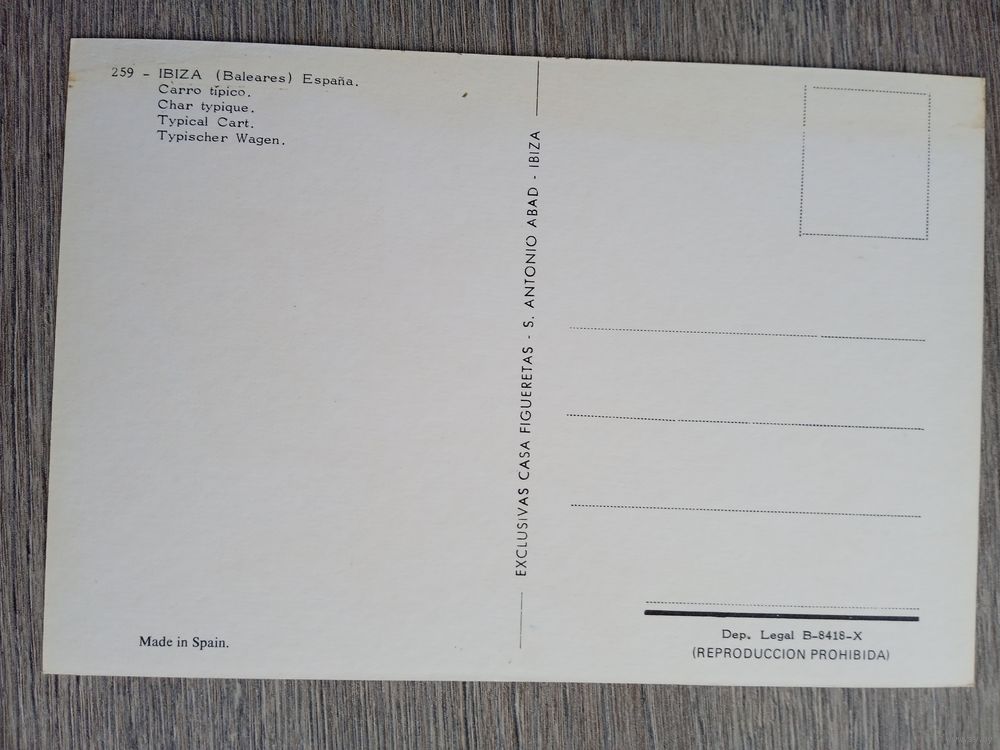 259 - IBIZA (Baleares) España.
Carro típico.
Char typique.
Typical Cart.
Typischer Wagen.
EXCLUSIVAS CASA FIGUERETAS - S. ANTONIO ABAD - IBIZA
Made in Spain.
Dep. Legal B-8418-X
(REPRODUCCION PROHIBIDA)